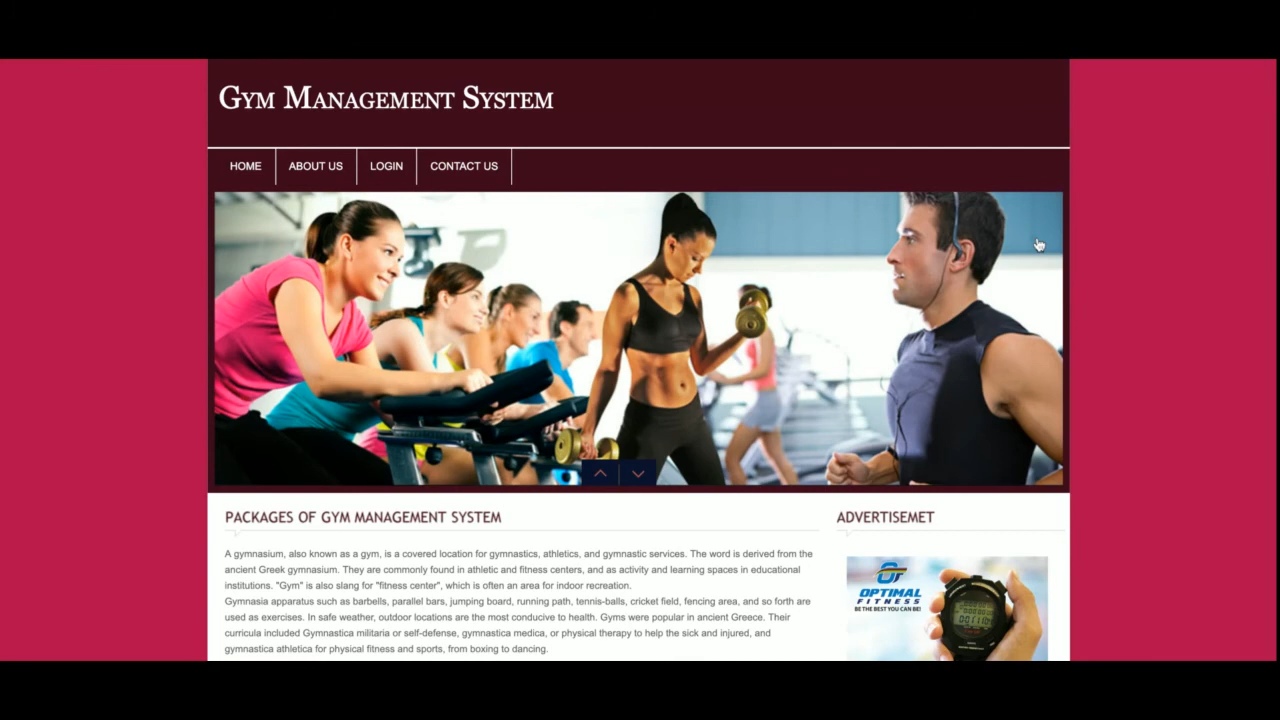 GYM MANAGEMENT SYSTEM
HOME
ABOUT US
LOGIN
CONTACT US
PACKAGES OF GYM MANAGEMENT SYSTEM
A gymnasium, also known as a gym, is a covered location for gymnastics, athletics, and gymnastic services. The word is derived from the
ancient Greek gymnasium. They are commonly found in athletic and fitness centers, and as activity and learning spaces in educational
institutions. "Gym" is also slang for "fitness center", which is often an area for indoor recreation.
Gymnasia apparatus such as barbells, parallel bars, jumping board, running path, tennis-balls, cricket field, fencing area, and so forth are
used as exercises. In safe weather, outdoor locations are the most conducive to health. Gyms were popular in ancient Greece. Their
curricula included Gymnastica militaria or self-defense, gymnastica medica, or physical therapy to help the sick and injured, and
gymnastica athletica for physical fitness and sports, from boxing to dancing.
ADVERTISEMET
OPTIMAL
FITNESS
BE THE BEST YOU CAN BE!